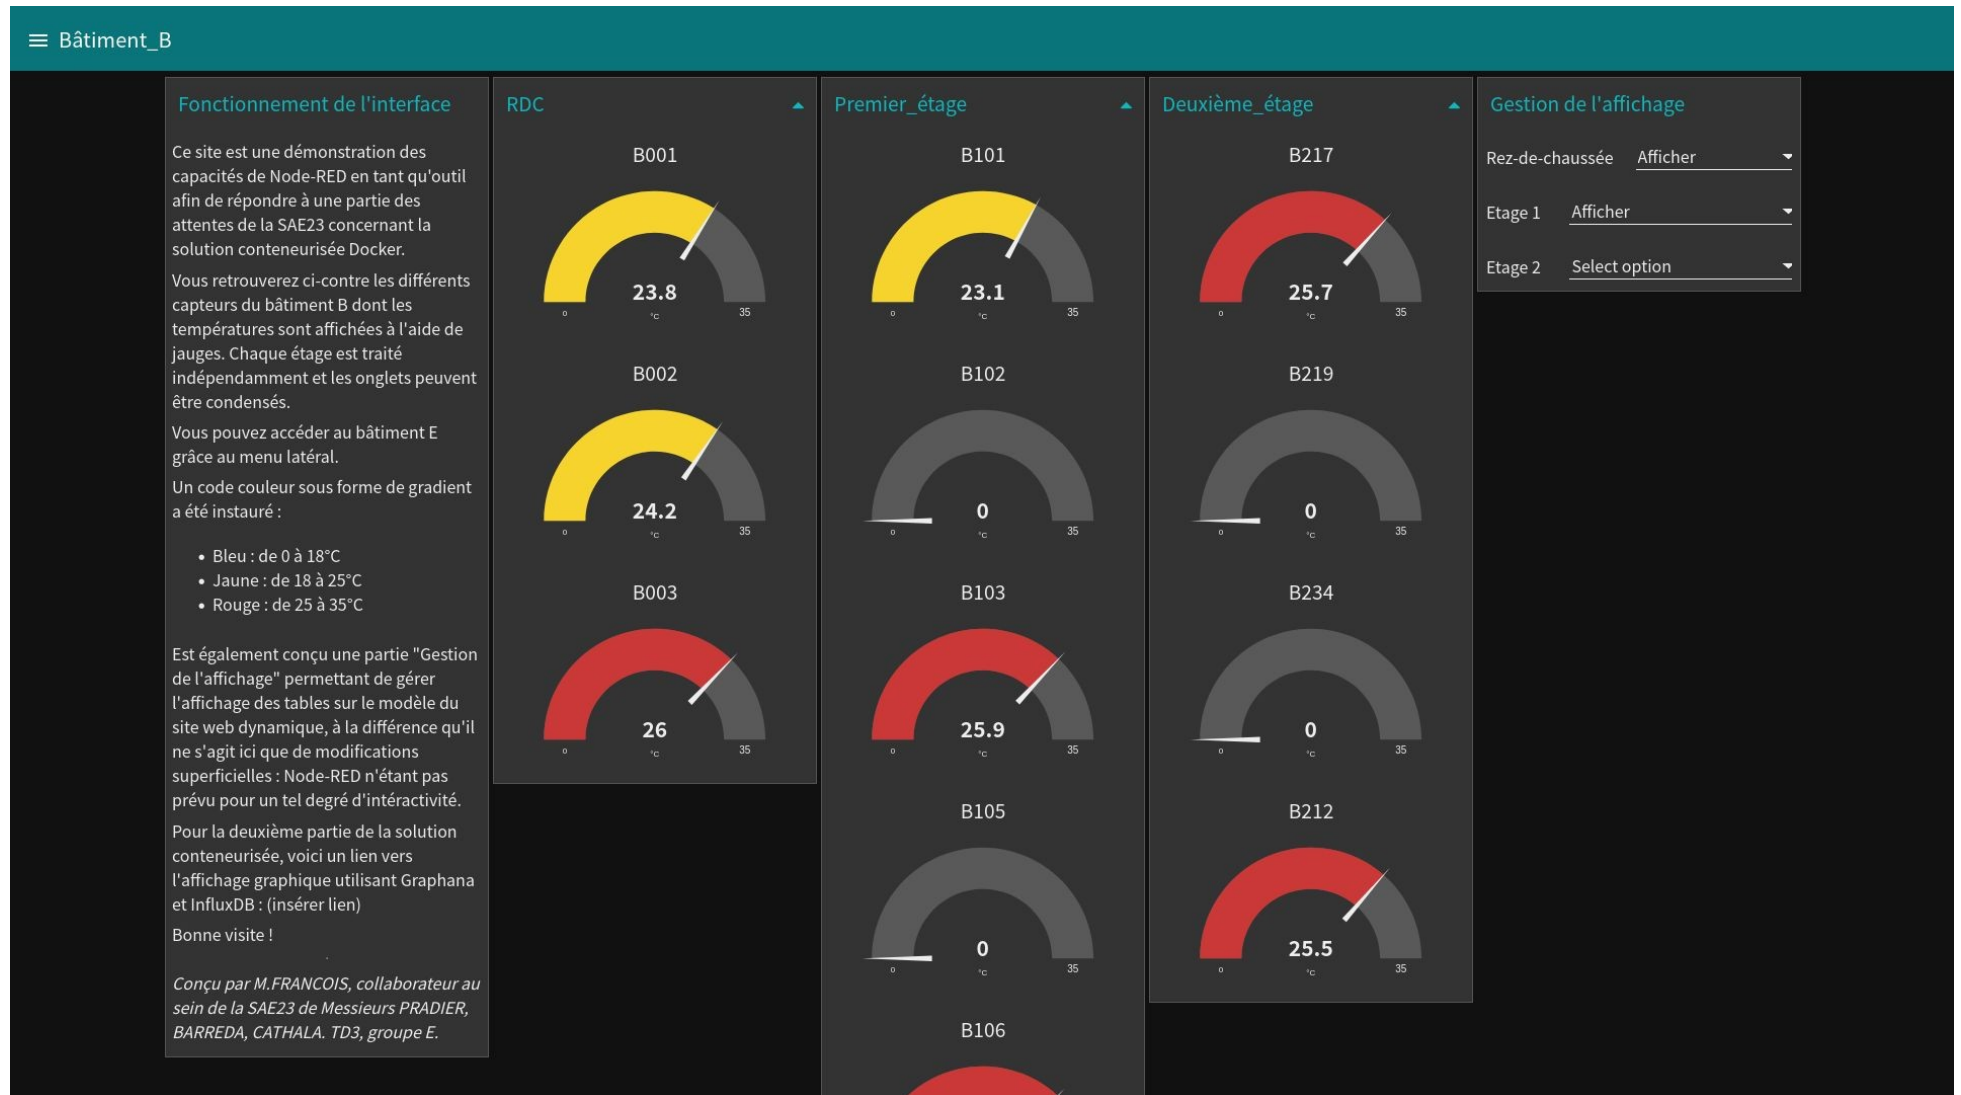 Bâtiment_B
Fonctionnement de l'interface
Ce site est une démonstration des
capacités de Node-RED en tant qu'outil
afin de répondre à une partie des
attentes de la SAE23 concernant la
solution conteneurisée Docker.
Vous retrouverez ci-contre les différents
capteurs du bâtiment B dont les
températures sont affichées à l'aide de
jauges. Chaque étage est traité
indépendamment et les onglets peuvent
être condensés.
Vous pouvez accéder au bâtiment E
grâce au menu latéral.
Un code couleur sous forme de gradient
a été instauré :
• Bleu : de 0 à 18°C
• Jaune : de 18 à 25°C
• Rouge : de 25 à 35°C
Est également conçu une partie "Gestion
de l'affichage" permettant de gérer
l'affichage des tables sur le modèle du
site web dynamique, à la différence qu'il
ne s'agit ici que de modifications
superficielles : Node-RED n'étant pas
prévu pour un tel degré d'intéractivité.
Pour la deuxième partie de la solution
conteneurisée, voici un lien vers
l'affichage graphique utilisant Graphana
et InfluxDB : (insérer lien)
Bonne visite !
.
Conçu par M.FRANCOIS, collaborateur au
sein de la SAE23 de Messieurs PRADIER,
BARREDA, CATHALA. TD3, groupe E.
RDC
B001
23.8
0 °C 35
B002
24.2
0 °C 35
B003
26
0 °C 35
Premier_étage
B101
23.1
0 °C 35
B102
0
0 °C 35
B103
25.9
0 °C 35
B105
0
0 °C 35
B106
Deuxième_étage
B217
25.7
0 °C 35
B219
0
0 °C 35
B234
0
0 °C 35
B212
25.5
0 °C 35
Gestion de l'affichage
Rez-de-chaussée Afficher
Etage 1 Afficher
Etage 2 Select option